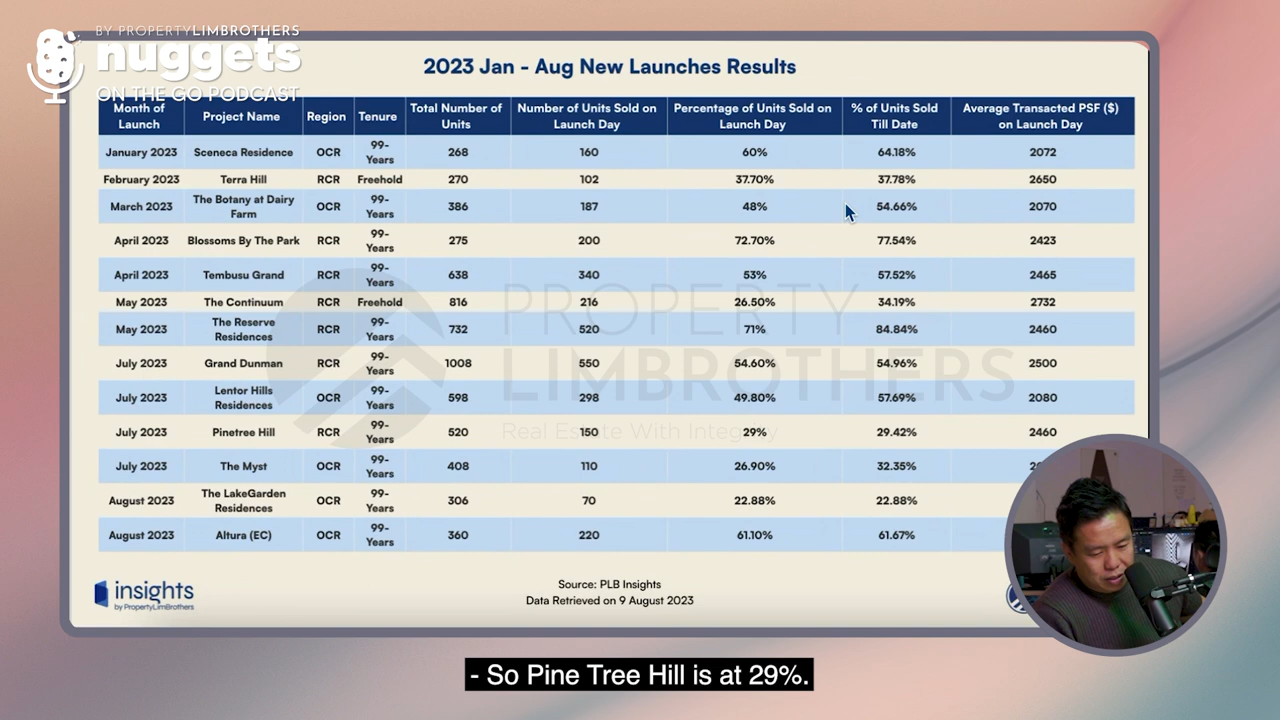 BY PROPERTYLIMBROTHERS
nuggets
ON THE GO PODCAST
2023 Jan - Aug New Launches Results
Month of Launch Project Name Region Tenure Total Number of Units Number of Units Sold on Launch Day Percentage of Units Sold on Launch Day % of Units Sold Till Date Average Transacted PSF ($) on Launch Day
January 2023 Sceneca Residence OCR 99-Years 268 160 60% 64.18% 2072
February 2023 Terra Hill RCR Freehold 270 102 37.70% 37.78% 2650
March 2023 The Botany at Dairy Farm OCR 99-Years 386 187 48% 54.66% 2070
April 2023 Blossoms By The Park RCR 99-Years 275 200 72.70% 77.54% 2423
April 2023 Tembusu Grand RCR 99-Years 638 340 53% 57.52% 2465
May 2023 The Continuum RCR Freehold 816 216 26.50% 34.19% 2732
May 2023 The Reserve Residences RCR 99-Years 732 520 71% 84.84% 2460
July 2023 Grand Dunman RCR 99-Years 1008 550 54.60% 54.96% 2500
July 2023 Lentor Hills Residences OCR 99-Years 598 298 49.80% 57.69% 2080
July 2023 Pinetree Hill RCR 99-Years 520 150 29% 29.42% 2460
July 2023 The Myst OCR 99-Years 408 110 26.90% 32.35%
August 2023 The LakeGarden Residences OCR 99-Years 306 70 22.88% 22.88%
August 2023 Altura (EC) OCR 99-Years 360 220 61.10% 61.67%
PROPERTY
LIMBROTHERS
Real Estate With Integrity
insights
by PropertyLimBrothers
Source: PLB Insights
Data Retrieved on 9 August 2023
- So Pine Tree Hill is at 29%.